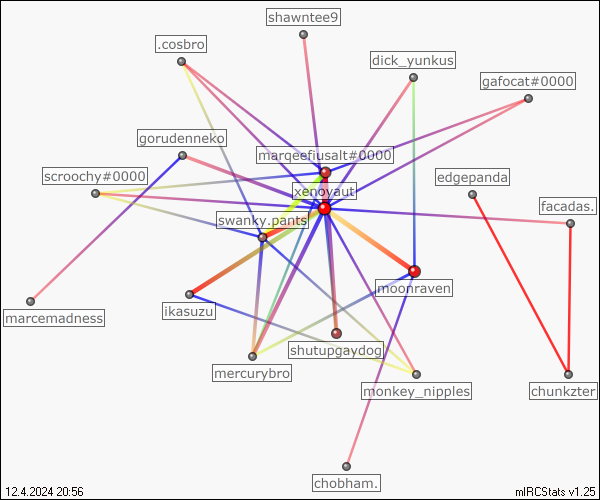 shawntee9
.cosbro
dick_yunkus
gafocat#0000
gorudenneko
marqeefiusalt#0000
scroochy#0000
xenoyaut
edgepanda
swanky.pants
facadas.
moonraven
ikasuzu
marcemadness
shutupgaydog
mercurybro
monkey_nipples
chunkzter
chobham.
12.4.2024 20:56
mIRCStats v1.25